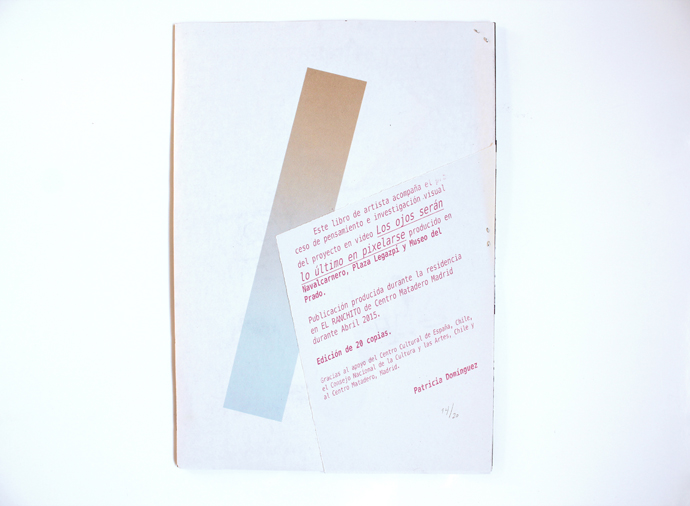 Este libro de artista acompaña el pro
ceso de pensamiento e investigación visual
del proyecto en video Los ojos serán
lo último en pixelarse producido en
Navalcarnero, Plaza Legazpi y Museo del
Prado.
Publicación producida durante la residencia
en EL RANCHITO de Centro Matadero Madrid
durante Abril 2015.
Edición de 20 copias.
Gracias al apoyo del Centro Cultural de España, Chile,
el Consejo Nacional de la Cultura y las Artes, Chile y
al Centro Matadero, Madrid.
Patricia Domínguez
14/20